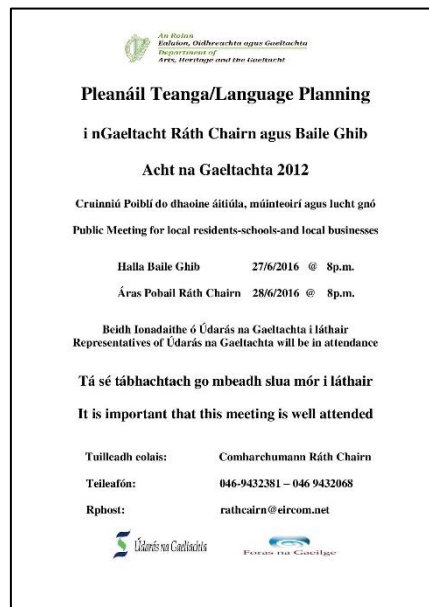 An Roinn
Ealaíon, Oidhreachta agus Gaeltachta
Department of
Arts, Heritage and the Gaeltacht
Pleanáil Teanga/Language Planning
i nGaeltacht Ráth Chairn agus Baile Ghib
Acht na Gaeltachta 2012
Cruinniú Poiblí do dhaoine áitiúla, múinteoirí agus lucht gnó
Public Meeting for local residents-schools-and local businesses
Halla Baile Ghib 27/6/2016 @ 8p.m.
Áras Pobail Ráth Chairn 28/6/2016 @ 8p.m.
Beidh Ionadaithe ó Údarás na Gaeltachta i láthair
Representatives of Údarás na Gaeltachta will be in attendance
Tá sé tábhachtach go mbeadh slua mór i láthair
It is important that this meeting is well attended
Tuilleadh colais: Comharchumann Ráth Chairn
Teileafón: 046-9432381 – 046 9432068
Rphost: rathcairn@eircom.net
Údarás na Gaeltachta
Foras na Gaeilge